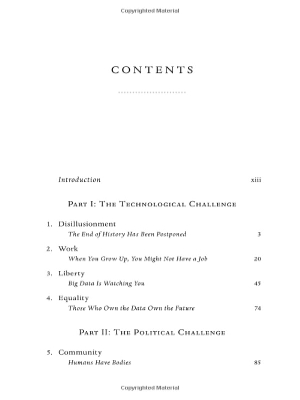 Copyrighted Material
CONTENTS
Introduction xiii
Part I: The Technological Challenge
1. Disillusionment
The End of History Has Been Postponed 3
2. Work
When You Grow Up, You Might Not Have a Job 20
3. Liberty
Big Data Is Watching You 45
4. Equality
Those Who Own the Data Own the Future 74
Part II: The Political Challenge
5. Community
Humans Have Bodies 85
Copyrighted Material